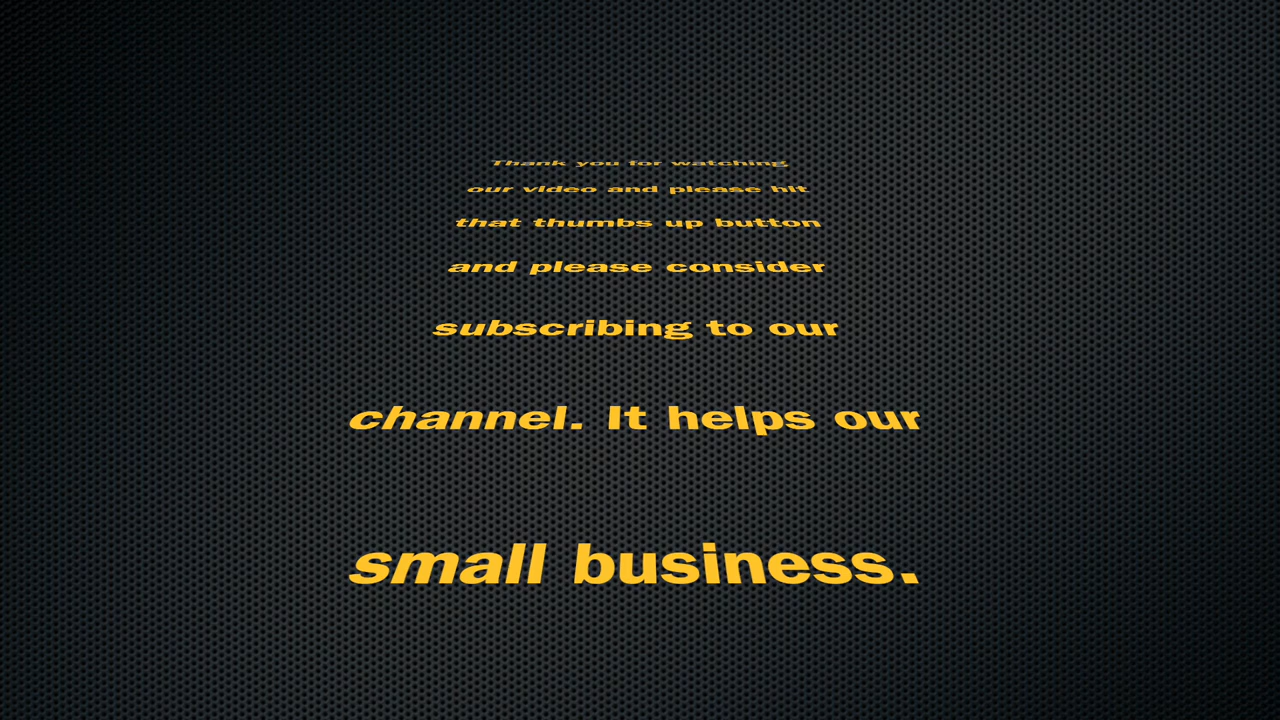 Thank you for watching
our video and please hit
that thumbs up button
and please consider
subscribing to our
channel. It helps our
small business.